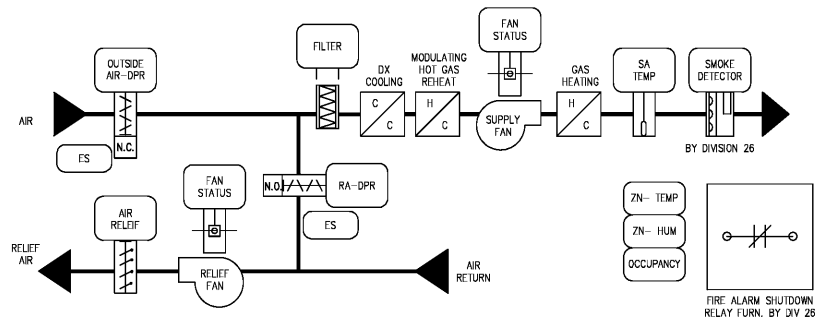 OUTSIDE
AIR-DPR
N.C.
ES
AIR
FILTER
DX
COOLING
C
C
MODULATING
HOT GAS
REHEAT
H
C
FAN
STATUS
SUPPLY
FAN
GAS
HEATING
H
C
SA
TEMP
SMOKE
DETECTOR
BY DIVISION 26
N.O.
RA-DPR
ES
FAN
STATUS
AIR
RELEIF
RELIEF
AIR
RELIEF
FAN
AIR
RETURN
ZN- TEMP
ZN- HUM
OCCUPANCY
FIRE ALARM SHUTDOWN
RELAY FURN. BY DIV 26